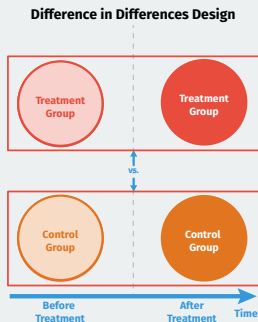 Difference in Differences Design
Treatment
Group
Treatment
Group
vs.
Control
Group
Control
Group
Before
Treatment
After
Treatment
Time